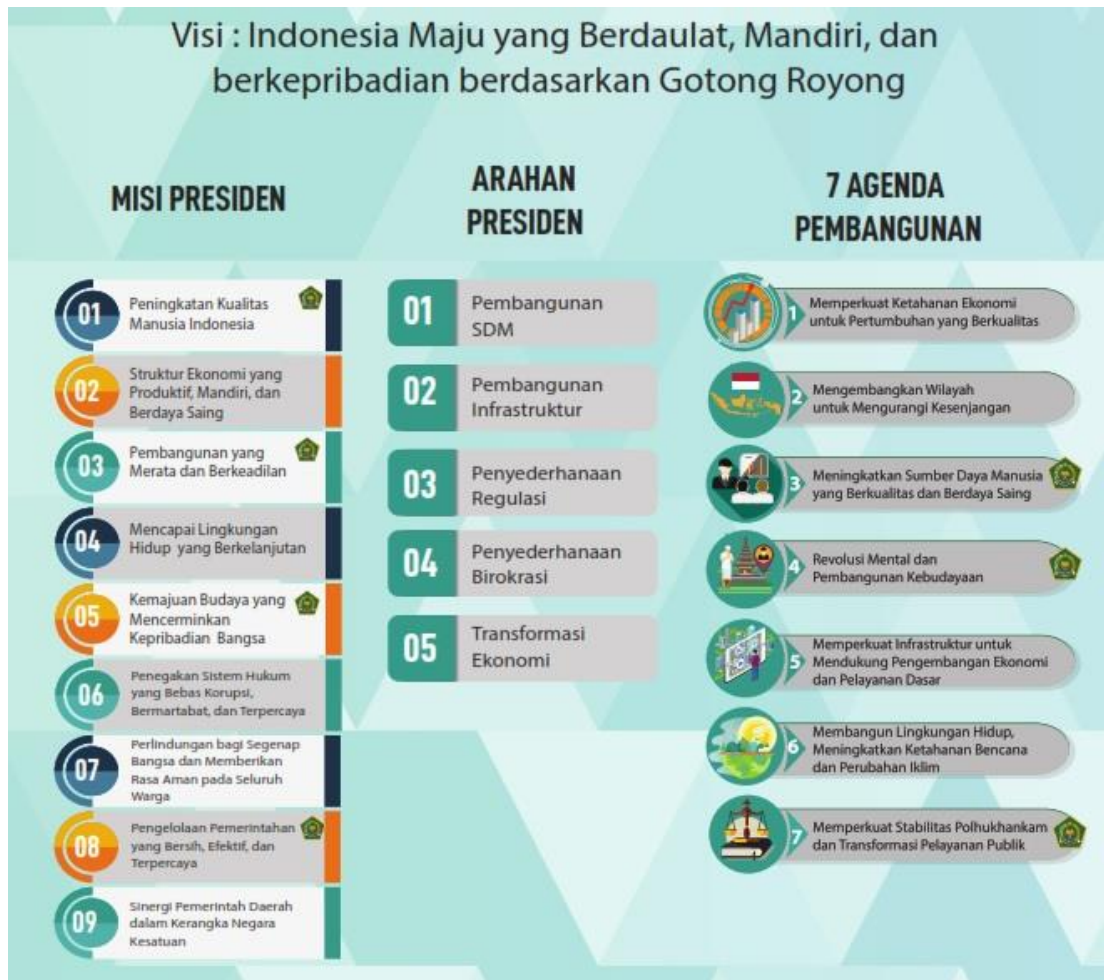 Visi : Indonesia Maju yang Berdaulat, Mandiri, dan
berkepribadian berdasarkan Gotong Royong
MISI PRESIDEN
01
Peningkatan Kualitas
Manusia Indonesia
02
Struktur Ekonomi yang
Produktif, Mandiri, dan
Berdaya Saing
03
Pembangunan yang
Merata dan Berkeadilan
04
Mencapai Lingkungan
Hidup yang Berkelanjutan
05
Kemajuan Budaya yang
Mencerminkan
Kepribadian Bangsa
06
Penegakan Sistem Hukum
yang Bebas Korupsi,
Bermartabat, dan Terpercaya
07
Perlindungan bagi Segenap
Bangsa dan Memberikan
Rasa Aman pada Seluruh
Warga
08
Pengelolaan Pemerintahan
yang Bersih, Efektif, dan
Terpercaya
09
Sinergi Pemerintah Daerah
dalam Kerangka Negara
Kesatuan
ARAHAN
PRESIDEN
01
Pembangunan
SDM
02
Pembangunan
Infrastruktur
03
Penyederhanaan
Regulasi
04
Penyederhanaan
Birokrasi
05
Transformasi
Ekonomi
7 AGENDA
PEMBANGUNAN
1
Memperkuat Ketahanan Ekonomi
untuk Pertumbuhan yang Berkualitas
2
Mengembangkan Wilayah
untuk Mengurangi Kesenjangan
3
Meningkatkan Sumber Daya Manusia
yang Berkualitas dan Berdaya Saing
4
Revolusi Mental dan
Pembangunan Kebudayaan
5
Memperkuat Infrastruktur untuk
Mendukung Pengembangan Ekonomi
dan Pelayanan Dasar
6
Membangun Lingkungan Hidup,
Meningkatkan Ketahanan Bencana
dan Perubahan Iklim
7
Memperkuat Stabilitas Polhukhankam
dan Transformasi Pelayanan Publik